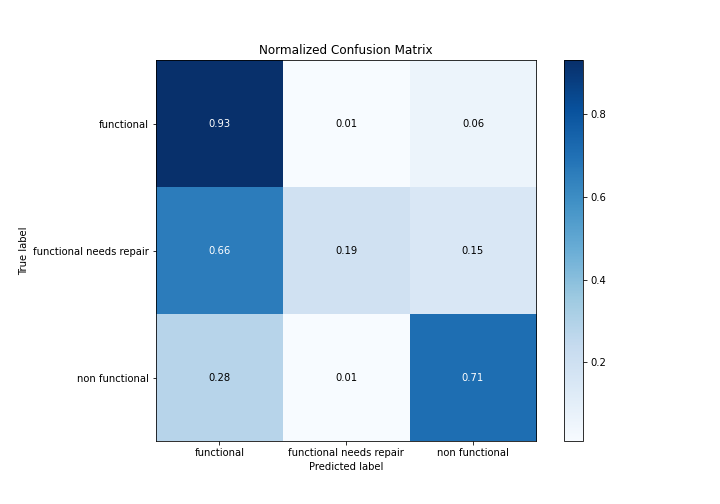 Normalized Confusion Matrix
functional
0.93
0.01
0.06
0.8
0.6
functional needs repair
0.66
0.19
0.15
True label
0.4
0.2
non functional
0.28
0.01
0.71
functional
functional needs repair
non functional
Predicted label